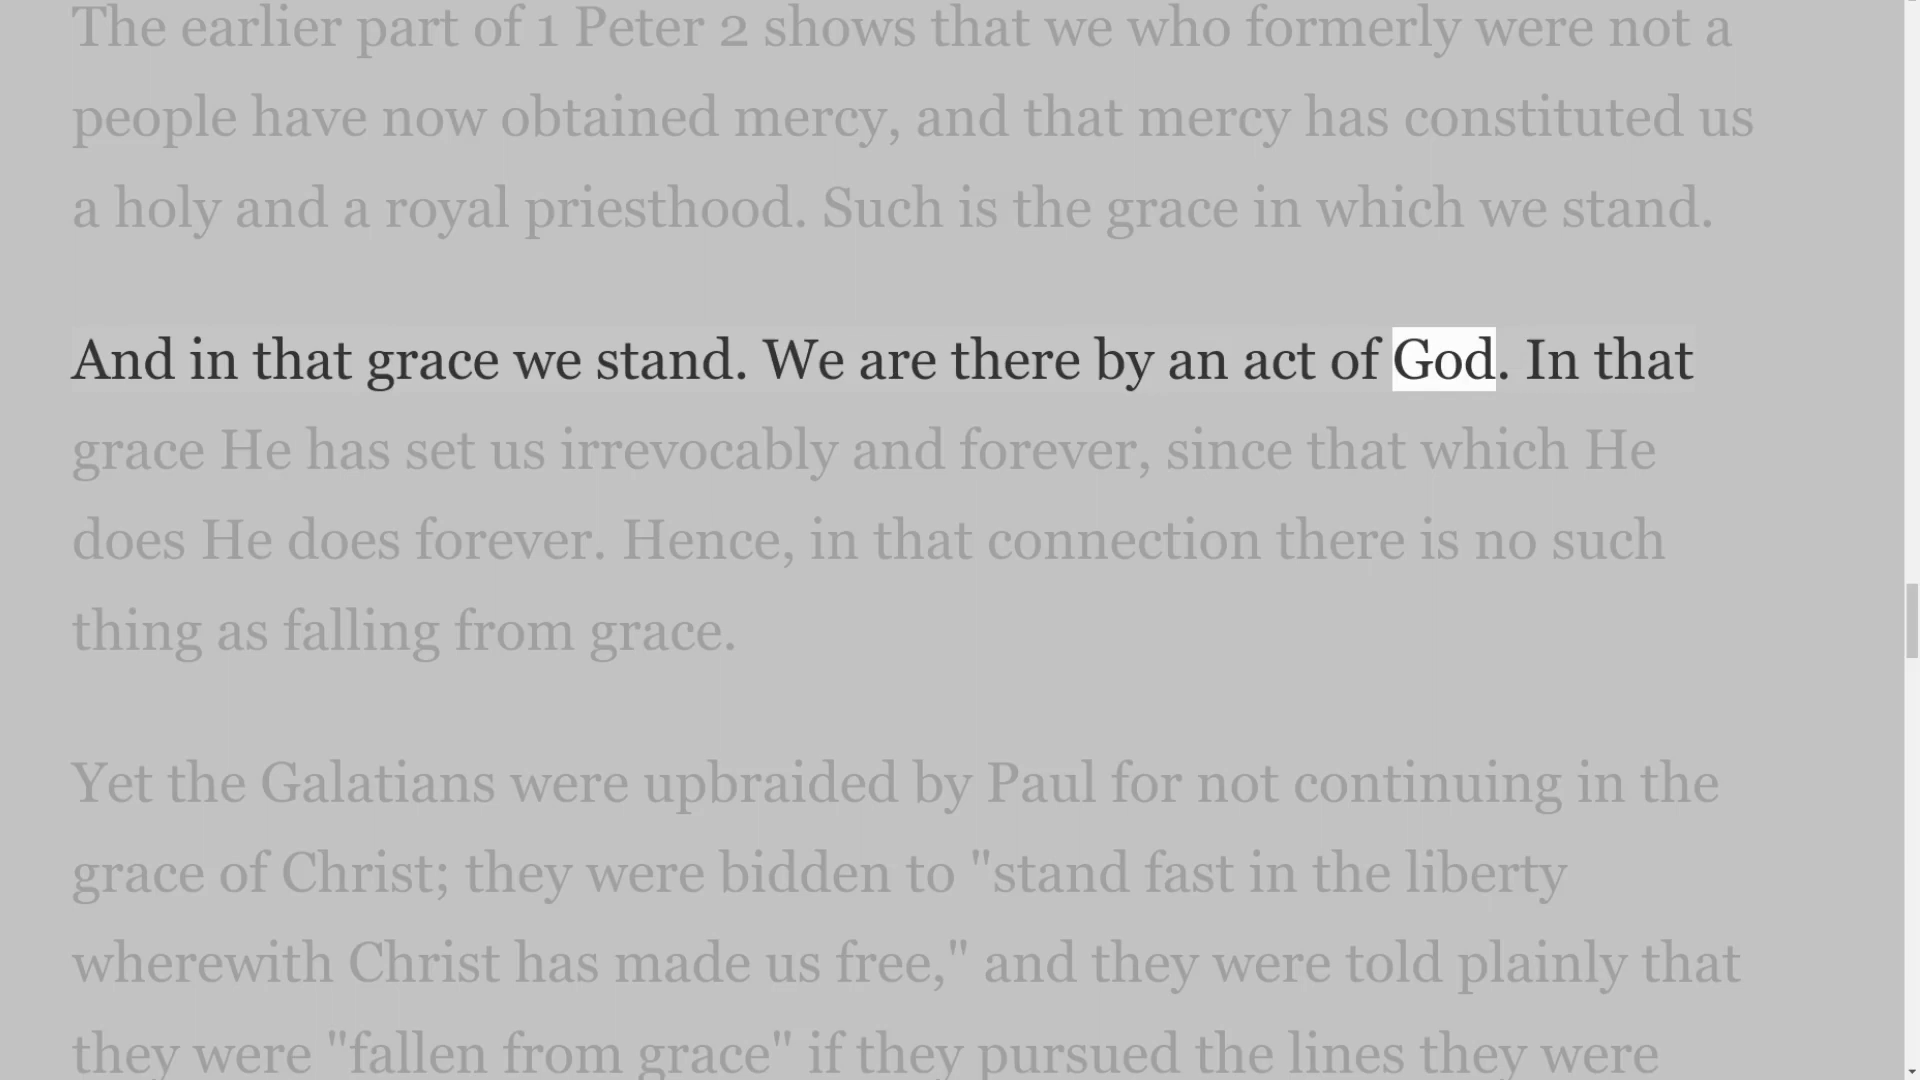 The earlier part of 1 Peter 2 shows that we who formerly were not a
people have now obtained mercy, and that mercy has constituted us
a holy and a royal priesthood. Such is the grace in which we stand.
And in that grace we stand. We are there by an act of God. In that
grace He has set us irrevocably and forever, since that which He
does He does forever. Hence, in that connection there is no such
thing as falling from grace.
Yet the Galatians were upbraided by Paul for not continuing in the
grace of Christ; they were bidden to "stand fast in the liberty
wherewith Christ has made us free," and they were told plainly that
they were "fallen from grace" if they pursued the lines they were